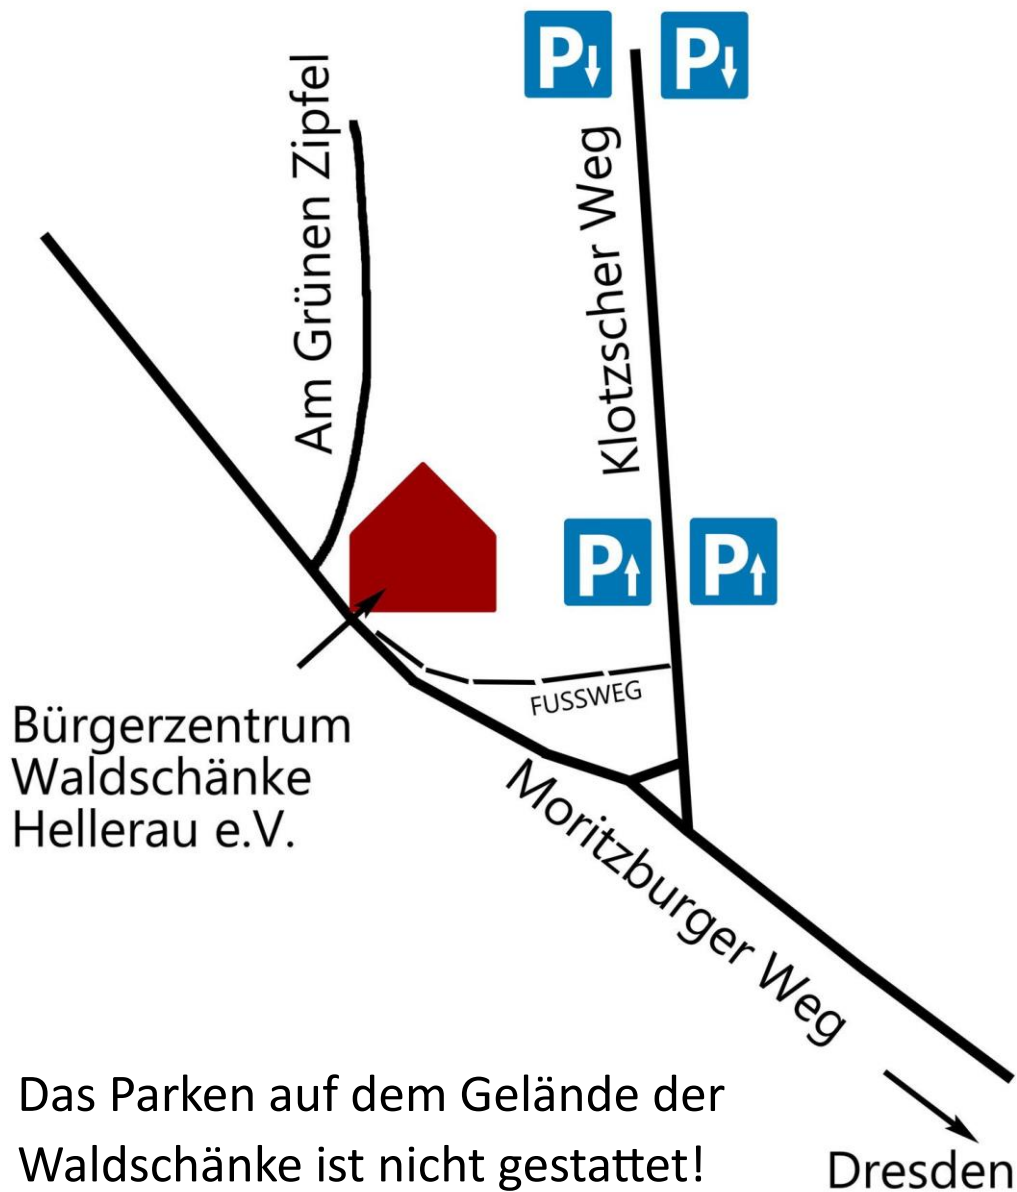 P↓
P↓
Am Grünen Zipfel
Klotzscher Weg
P↑
P↑
FUSSWEG
Bürgerzentrum
Waldschänke
Hellerau e.V.
Moritzburger Weg
Das Parken auf dem Gelände der
Waldschänke ist nicht gestattet!
Dresden